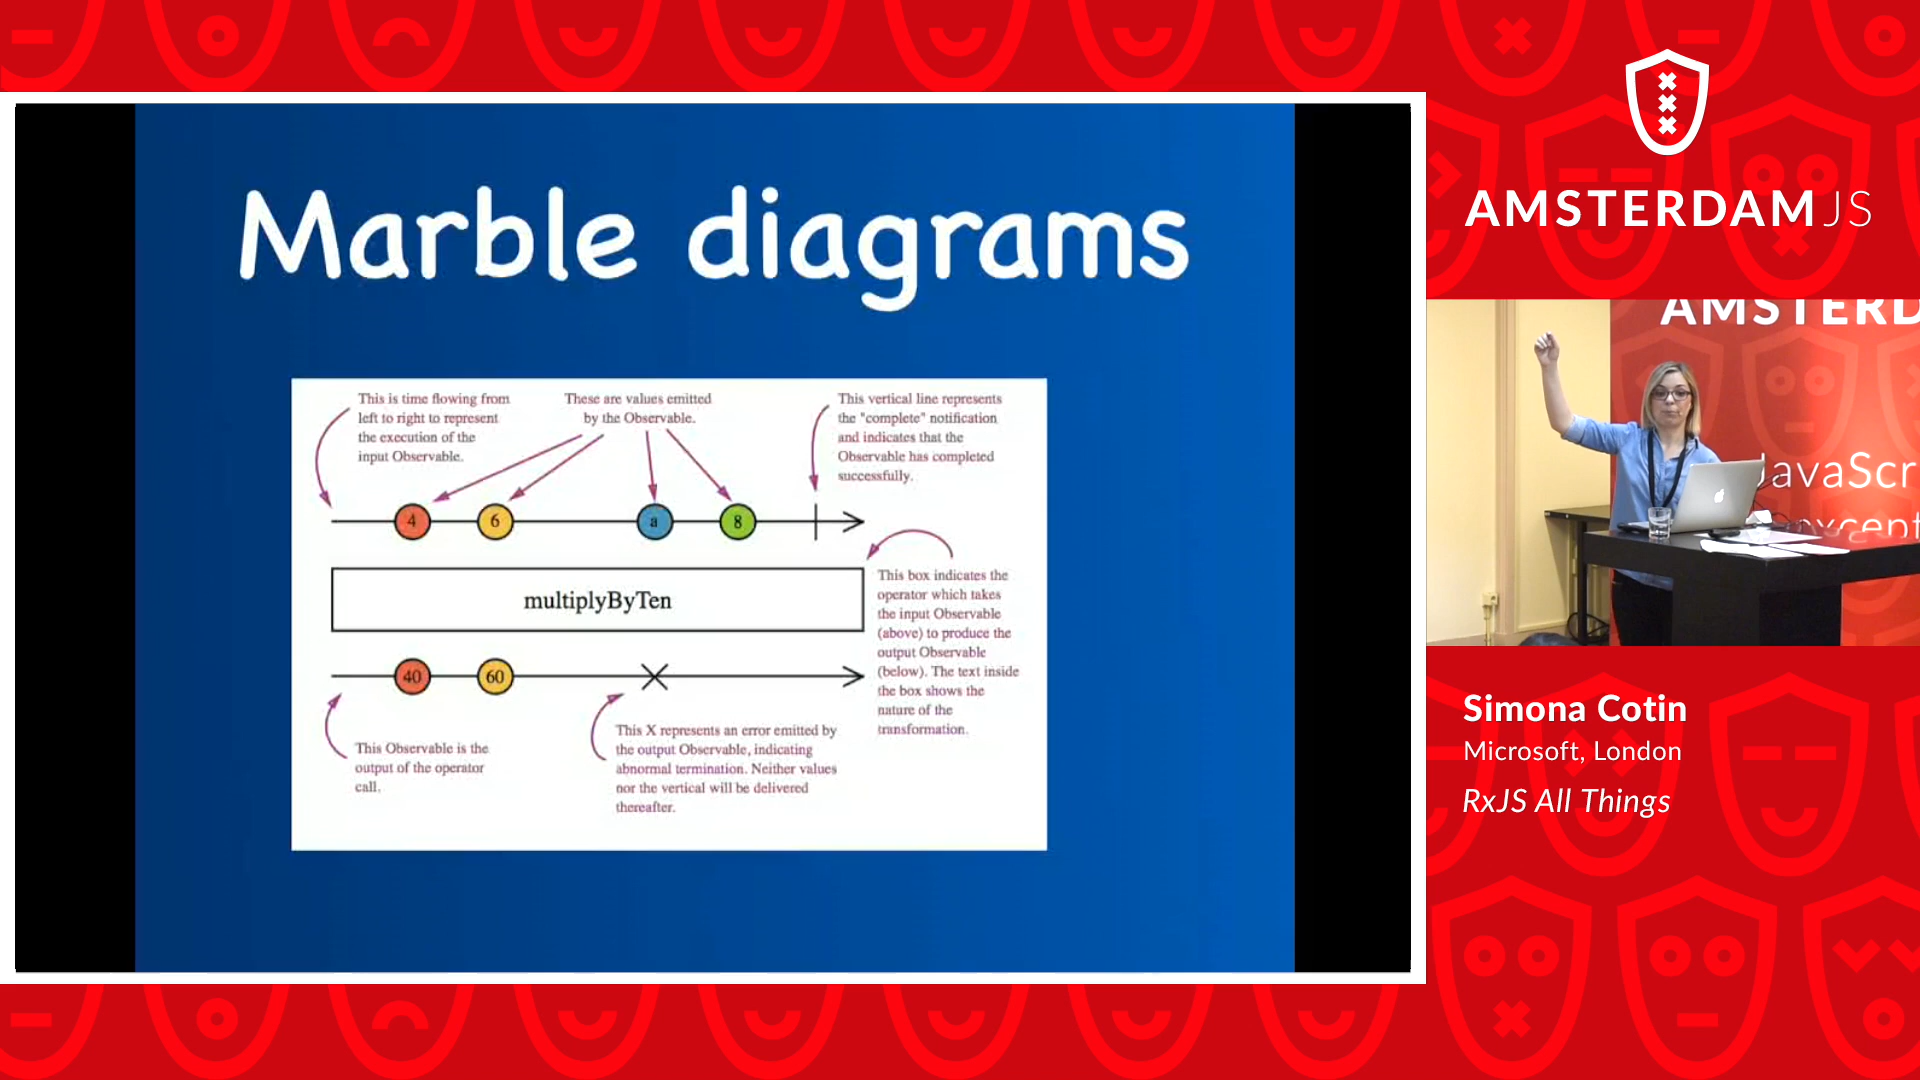 Marble diagrams
This is time flowing from
left to right to represent
the execution of the
input Observable.
These are values emitted
by the Observable.
This vertical line represents
the "complete" notification
and indicates that the
Observable has completed
successfully.
4
6
a
8
multiplyByTen
This box indicates the
operator which takes
the input Observable
(above) to produce the
output Observable
(below). The text inside
the box shows the
nature of the
transformation.
40
60
This Observable is the
output of the operator
call.
This X represents an error emitted by
the output Observable, indicating
abnormal termination. Neither values
nor the vertical will be delivered
thereafter.
AMSTERDAMJS
AMSTERD
JavaScr
Simona Cotin
Microsoft, London
RxJS All Things